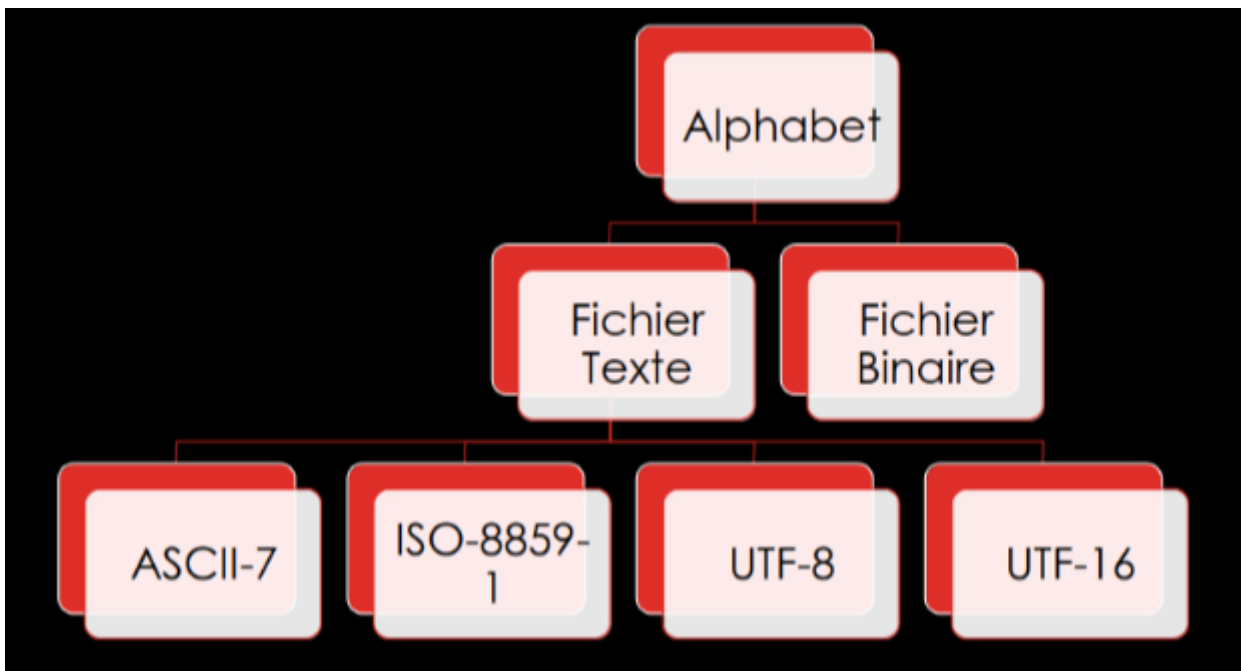 Alphabet
Fichier
Texte
Fichier
Binaire
ASCII-7
ISO-8859-
1
UTF-8
UTF-16